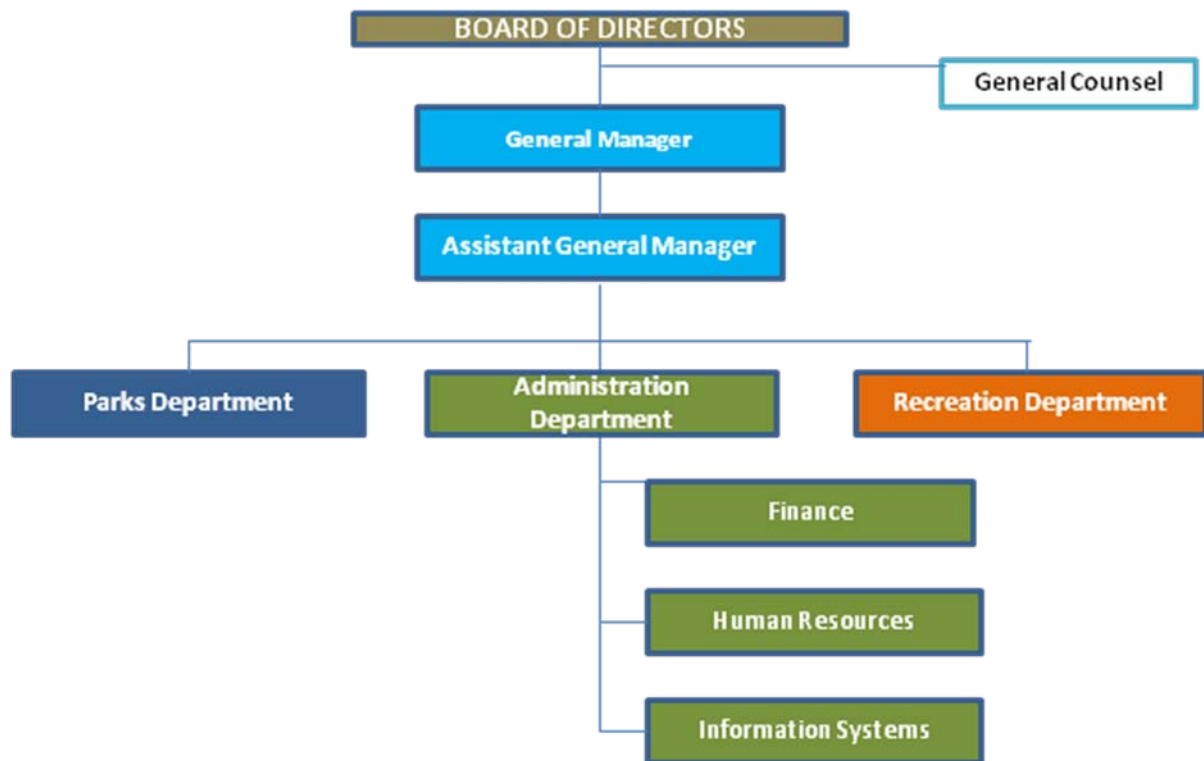 BOARD OF DIRECTORS
General Counsel
General Manager
Assistant General Manager
Parks Department
Administration
Department
Recreation Department
Finance
Human Resources
Information Systems